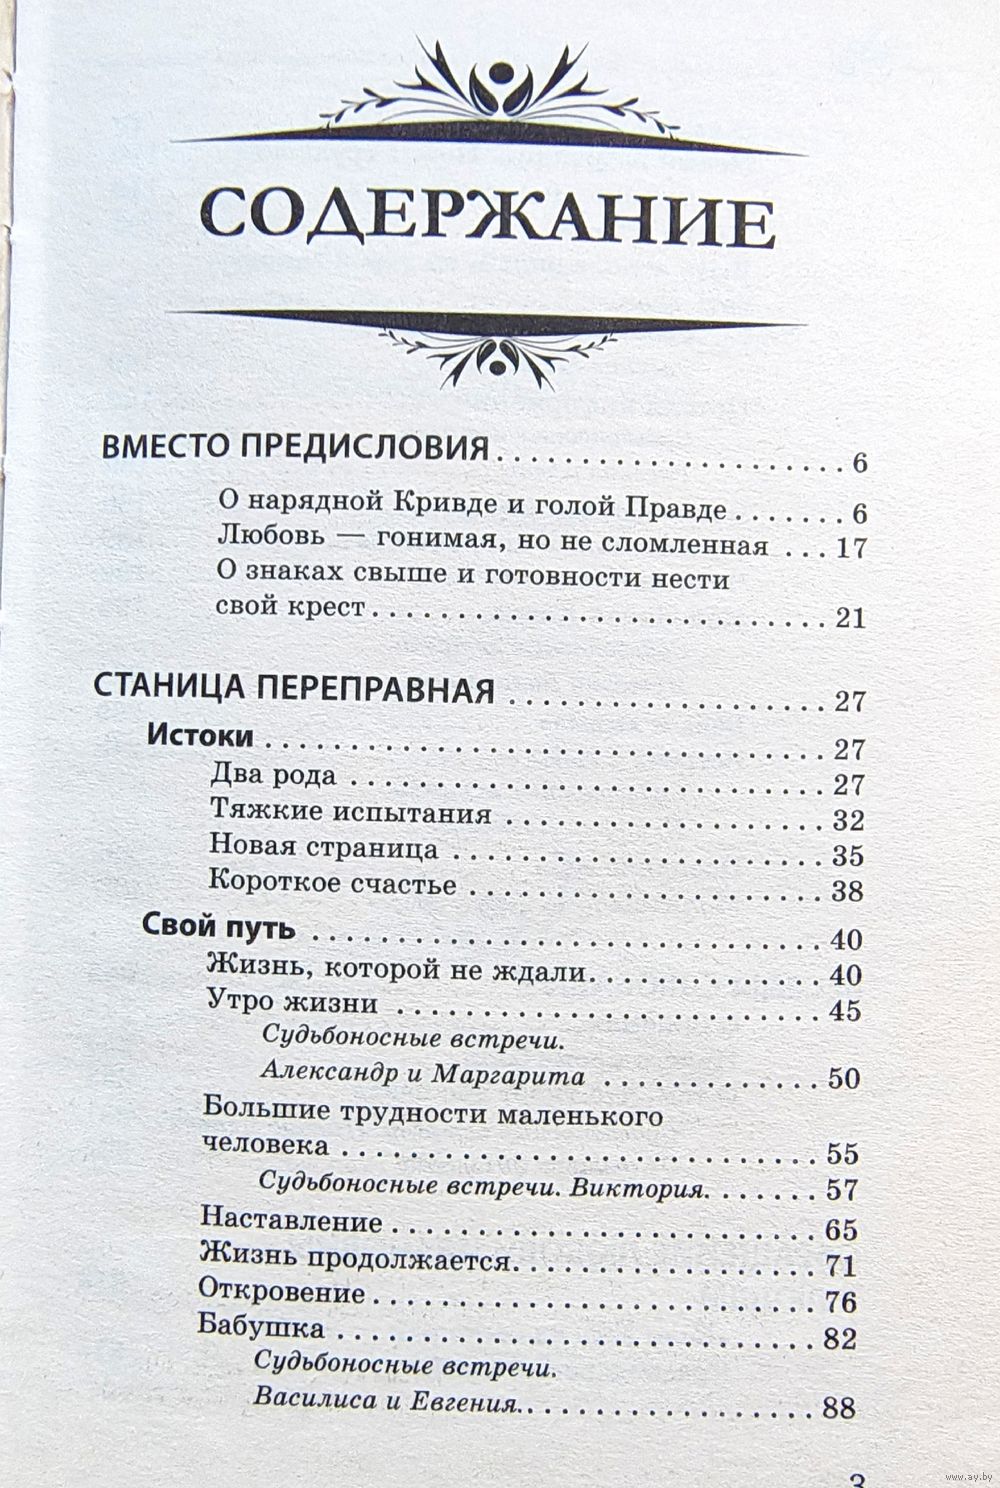 СОДЕРЖАНИЕ
ВМЕСТО ПРЕДИСЛОВИЯ . . . . . . . . . . . . . . . . . . . . . 6
О нарядной Кривде и голой Правде . . . . . . . 6
Любовь — гонимая, но не сломленная . . . 17
О знаках свыше и готовности нести
свой крест . . . . . . . . . . . . . . . . . . . . . . . . . . . . . . . 21
СТАНИЦА ПЕРЕПРАВНАЯ . . . . . . . . . . . . . . . . . . . 27
Истоки . . . . . . . . . . . . . . . . . . . . . . . . . . . . . . . . . . 27
Два рода . . . . . . . . . . . . . . . . . . . . . . . . . . . . . 27
Тяжкие испытания . . . . . . . . . . . . . . . . . . . 32
Новая страница . . . . . . . . . . . . . . . . . . . . . . 35
Короткое счастье . . . . . . . . . . . . . . . . . . . . . 38
Свой путь . . . . . . . . . . . . . . . . . . . . . . . . . . . . . . . 40
Жизнь, которой не ждали. . . . . . . . . . . . . . 40
Утро жизни . . . . . . . . . . . . . . . . . . . . . . . . . . 45
Судьбоносные встречи.
Александр и Маргарита . . . . . . . . . . . . . 50
Большие трудности маленького
человека . . . . . . . . . . . . . . . . . . . . . . . . . . . . . 55
Судьбоносные встречи. Виктория. . . . . . . 57
Наставление . . . . . . . . . . . . . . . . . . . . . . . . . . 65
Жизнь продолжается. . . . . . . . . . . . . . . . . . . 71
Откровение . . . . . . . . . . . . . . . . . . . . . . . . . . . 76
Бабушка . . . . . . . . . . . . . . . . . . . . . . . . . . . . . 82
Судьбоносные встречи.
Василиса и Евгения. . . . . . . . . . . . . . . . . . 88
3
www.ay.by